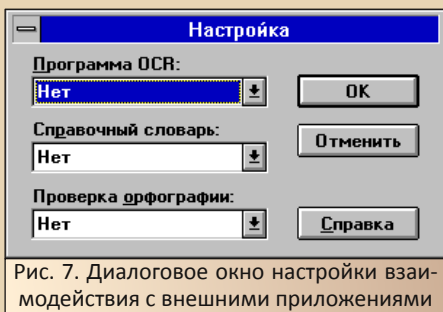 Настройка
Программа OCR:
Нет
OK
Справочный словарь:
Отменить
Нет
Проверка орфографии:
Нет
Справка
Рис. 7. Диалоговое окно настройки взаи-
модействия с внешними приложениями